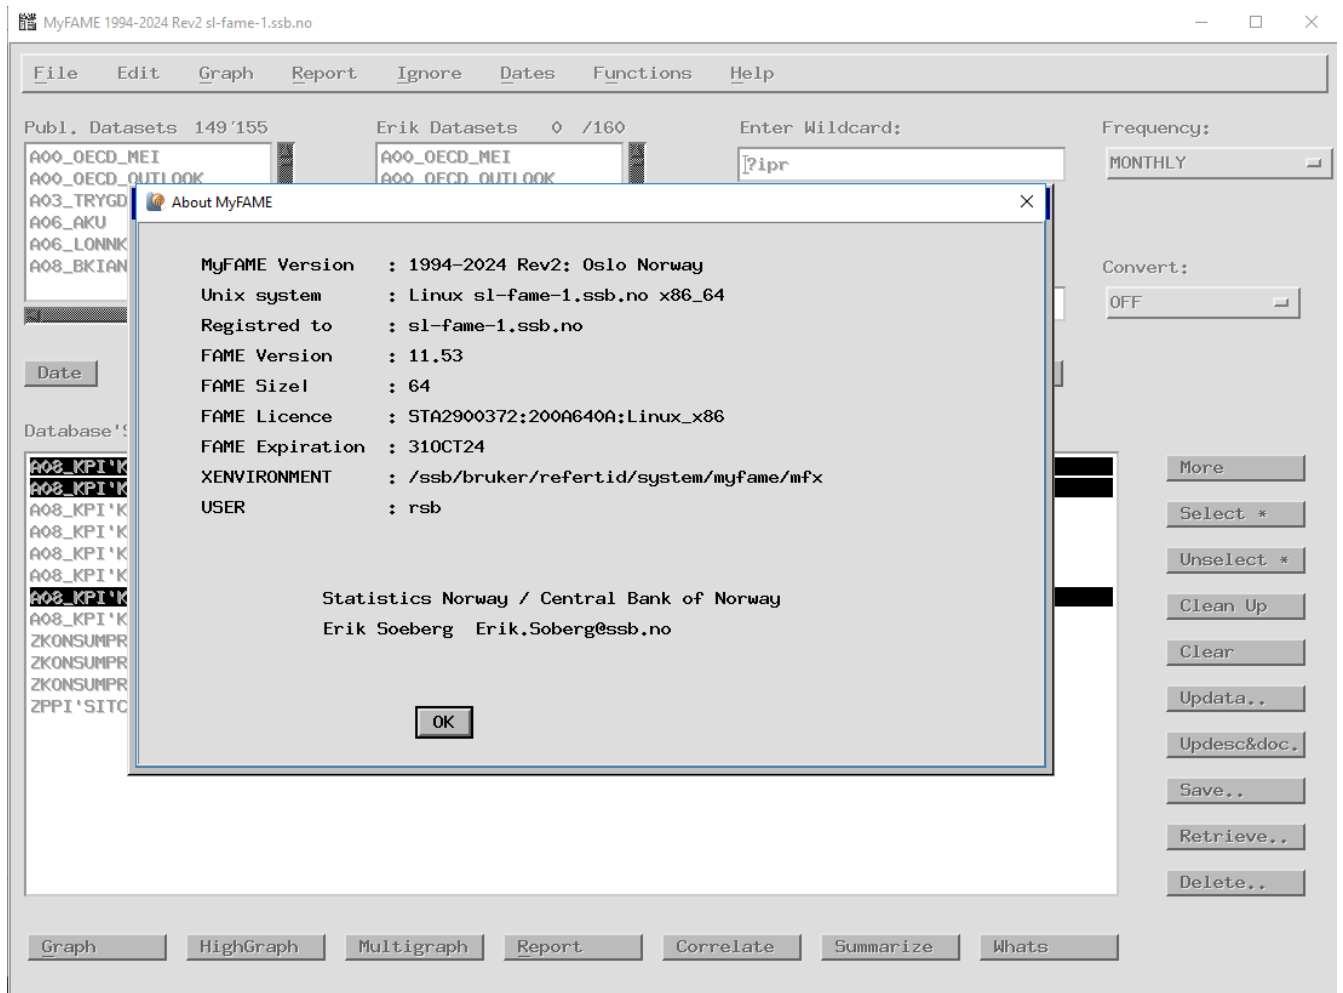 MyFAME 1994-2024 Rev2 sl-fame-1.ssb.no
File Edit Graph Report Ignore Dates Functions Help
Publ. Datasets 149'155 Erik Datasets 0 /160 Enter Wildcard: Frequency:
A00_OECD_MEI A00_OECD_MEI ?ipr MONTHLY
A00_OECD_OUTLOOK A00_OECD_OUTLOOK
A03_TRYGD
A06_AKU
A06_LONNK
A08_BKIAN Convert:
OFF
Date
Database'S
A08_KPI'K
A08_KPI'K
A08_KPI'K
A08_KPI'K
A08_KPI'K
A08_KPI'K
A08_KPI'K
A08_KPI'K
ZKONSUMPR
ZKONSUMPR
ZKONSUMPR
ZPPI'SITC
About MyFAME
MyFAME Version : 1994-2024 Rev2: Oslo Norway
Unix system : Linux sl-fame-1.ssb.no x86_64
Registred to : sl-fame-1.ssb.no
FAME Version : 11.53
FAME Sizel : 64
FAME Licence : STA2900372:200A640A:Linux_x86
FAME Expiration : 31OCT24
XENVIRONMENT : /ssb/bruker/refertid/system/myfame/mfx
USER : rsb
Statistics Norway / Central Bank of Norway
Erik Soeberg Erik.Soberg@ssb.no
OK
More
Select *
Unselect *
Clean Up
Clear
Updata..
Updesc&doc.
Save..
Retrieve..
Delete..
Graph HighGraph Multigraph Report Correlate Summarize Whats